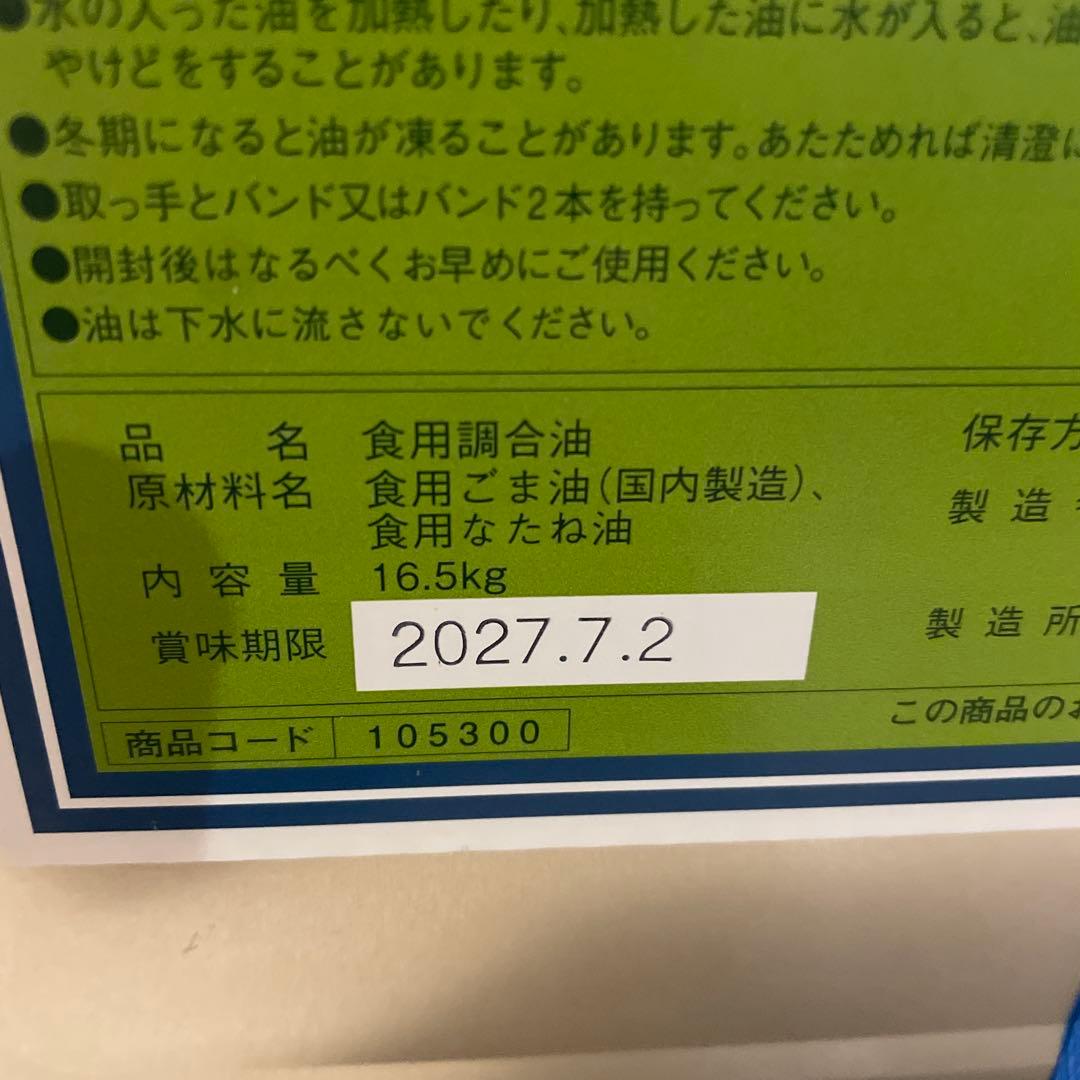 ●水の入った油を加熱したり、加熱した油に水が入ると、油
やけどをすることがあります。
●冬期になると油が凍ることがあります。あたためれば清澄に
●取っ手とバンド又はバンド2本を持ってください。
●開封後はなるべくお早めにご使用ください。
●油は下水に流さないでください。
品名 食用調合油
原材料名 食用ごま油(国内製造)、
食用なたね油
内容量 16.5kg
賞味期限 2027.7.2
商品コード 105300
保存方
製造
製造所
この商品のお